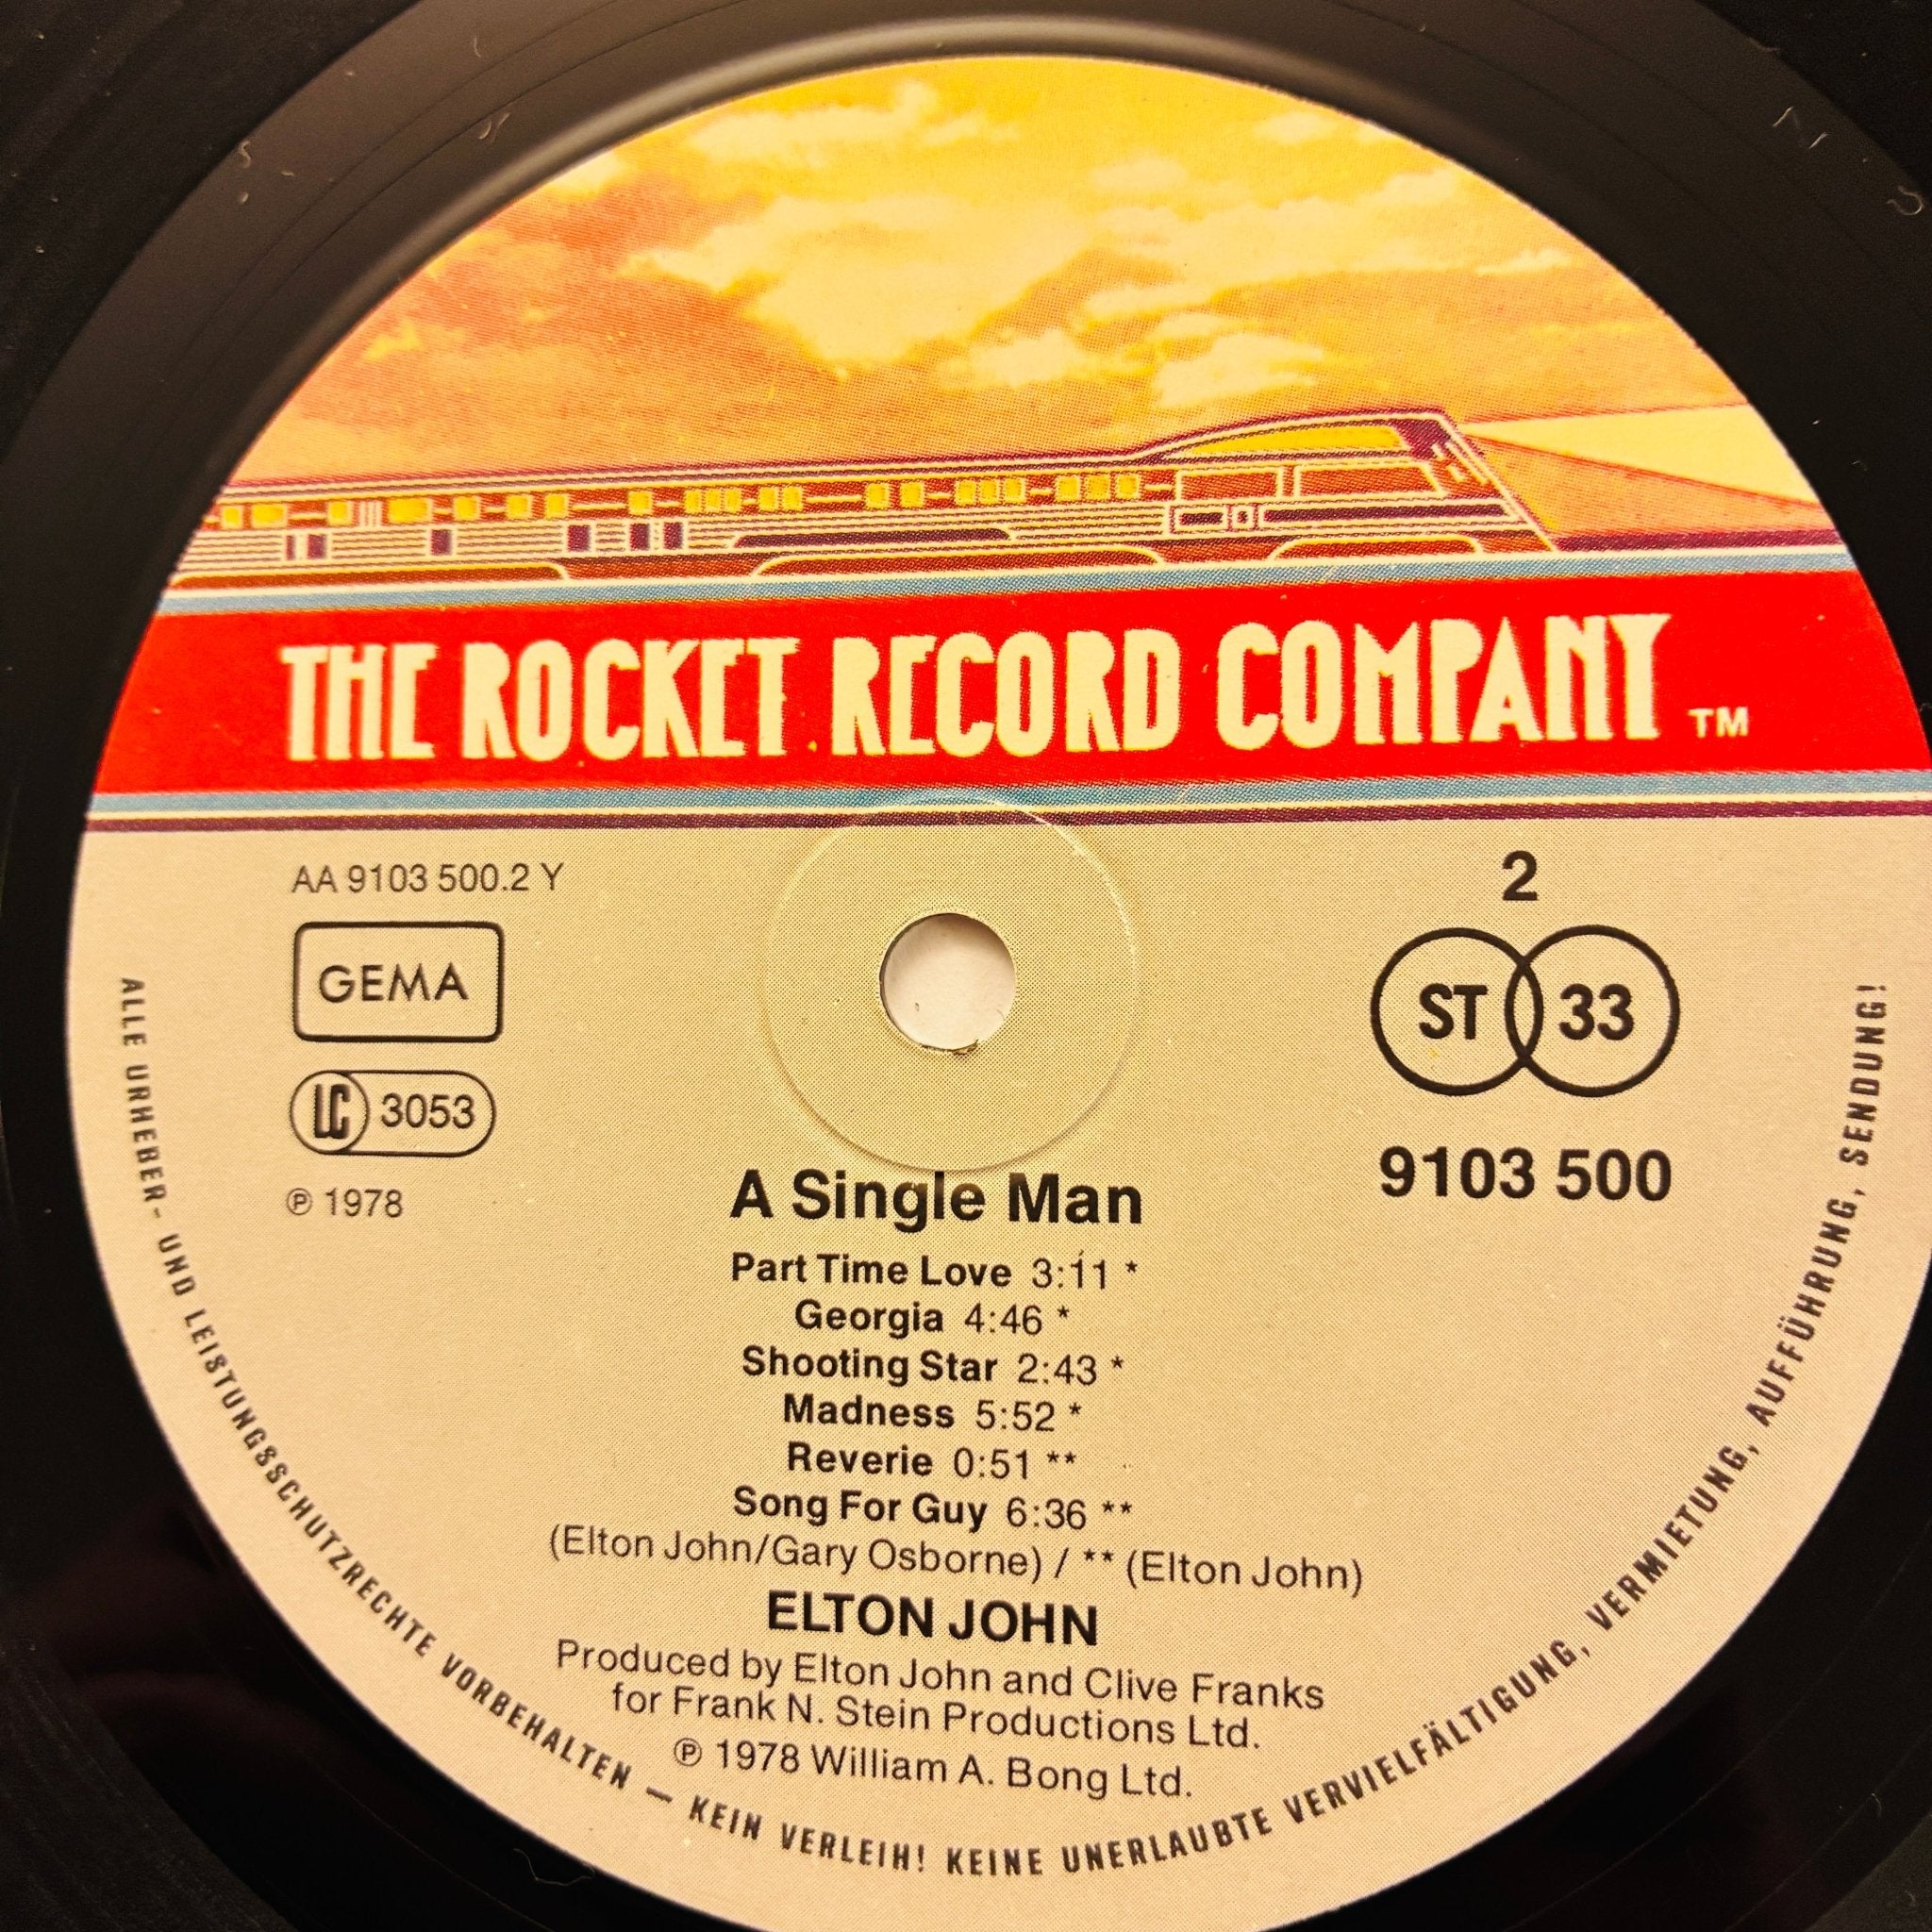 THE ROCKET RECORD COMPANY TM
AA 9103 500.2 Y
GEMA
LC 3053
℗ 1978
2
ST 33
9103 500
A Single Man
Part Time Love 3:11 *
Georgia 4:46 *
Shooting Star 2:43 *
Madness 5:52 *
Reverie 0:51 **
Song For Guy 6:36 **
(Elton John/Gary Osborne) / ** (Elton John)
ELTON JOHN
Produced by Elton John and Clive Franks
for Frank N. Stein Productions Ltd.
℗ 1978 William A. Bong Ltd.
ALLE URHEBER- UND LEISTUNGSSCHUTZRECHTE VORBEHALTEN — KEIN VERLEIH! KEINE UNERLAUBTE VERVIELFÄLTIGUNG, VERMIETUNG, AUFFÜHRUNG, SENDUNG!